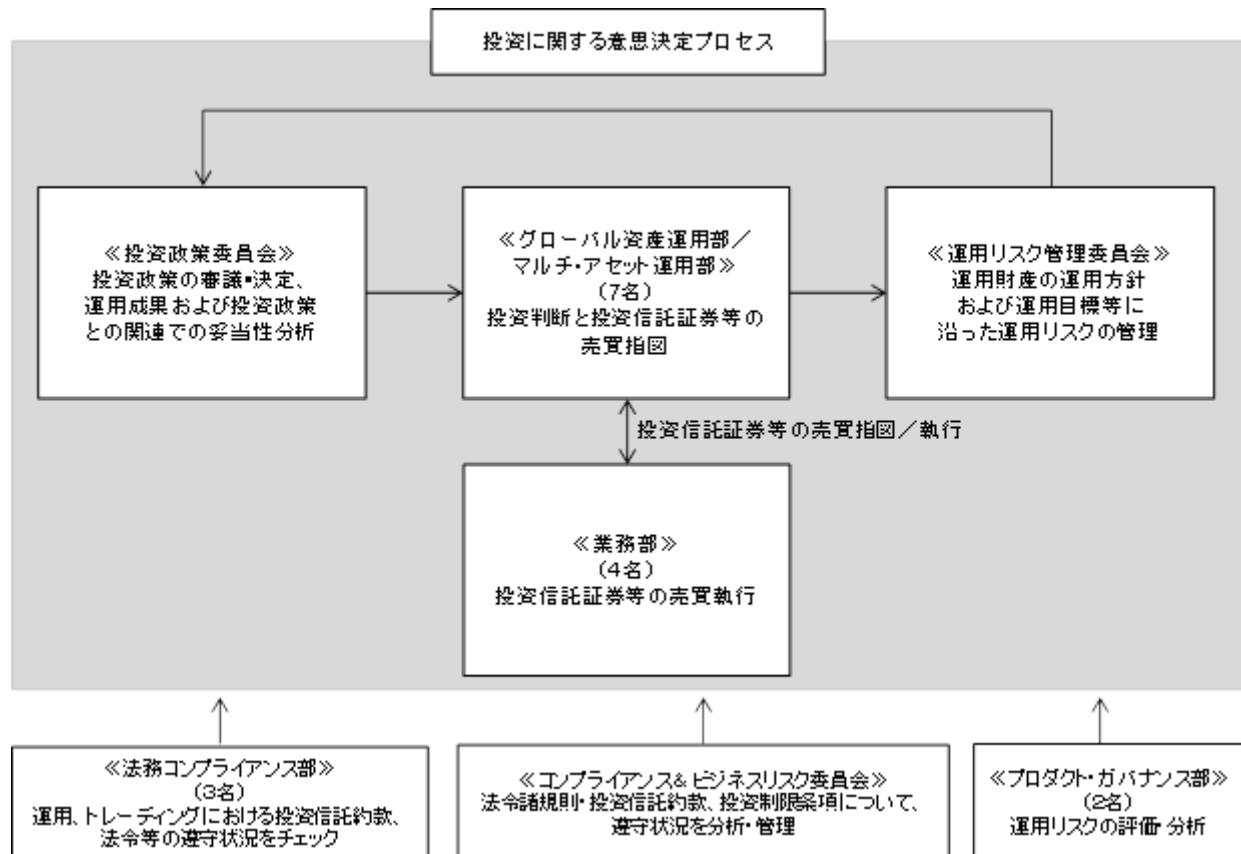 投資に関する意思決定プロセス
≪投資政策委員会≫
投資政策の審議・決定、
運用成果および投資政策
との関連での妥当性分析
≪グローバル資産運用部／
マルチ・アセット運用部≫
(7名)
投資判断と投資信託証券等の
売買指図
≪運用リスク管理委員会≫
運用財産の運用方針
および運用目標等に
沿った運用リスクの管理
投資信託証券等の売買指図／執行
≪業務部≫
(4名)
投資信託証券等の売買執行
≪法務コンプライアンス部≫
(3名)
運用、トレーディングにおける投資信託約款、
法令等の遵守状況をチェック
≪コンプライアンス&ビジネスリスク委員会≫
法令諸規則・投資信託約款、投資制限条項について、
遵守状況を分析・管理
≪プロダクト・ガバナンス部≫
(2名)
運用リスクの評価・分析